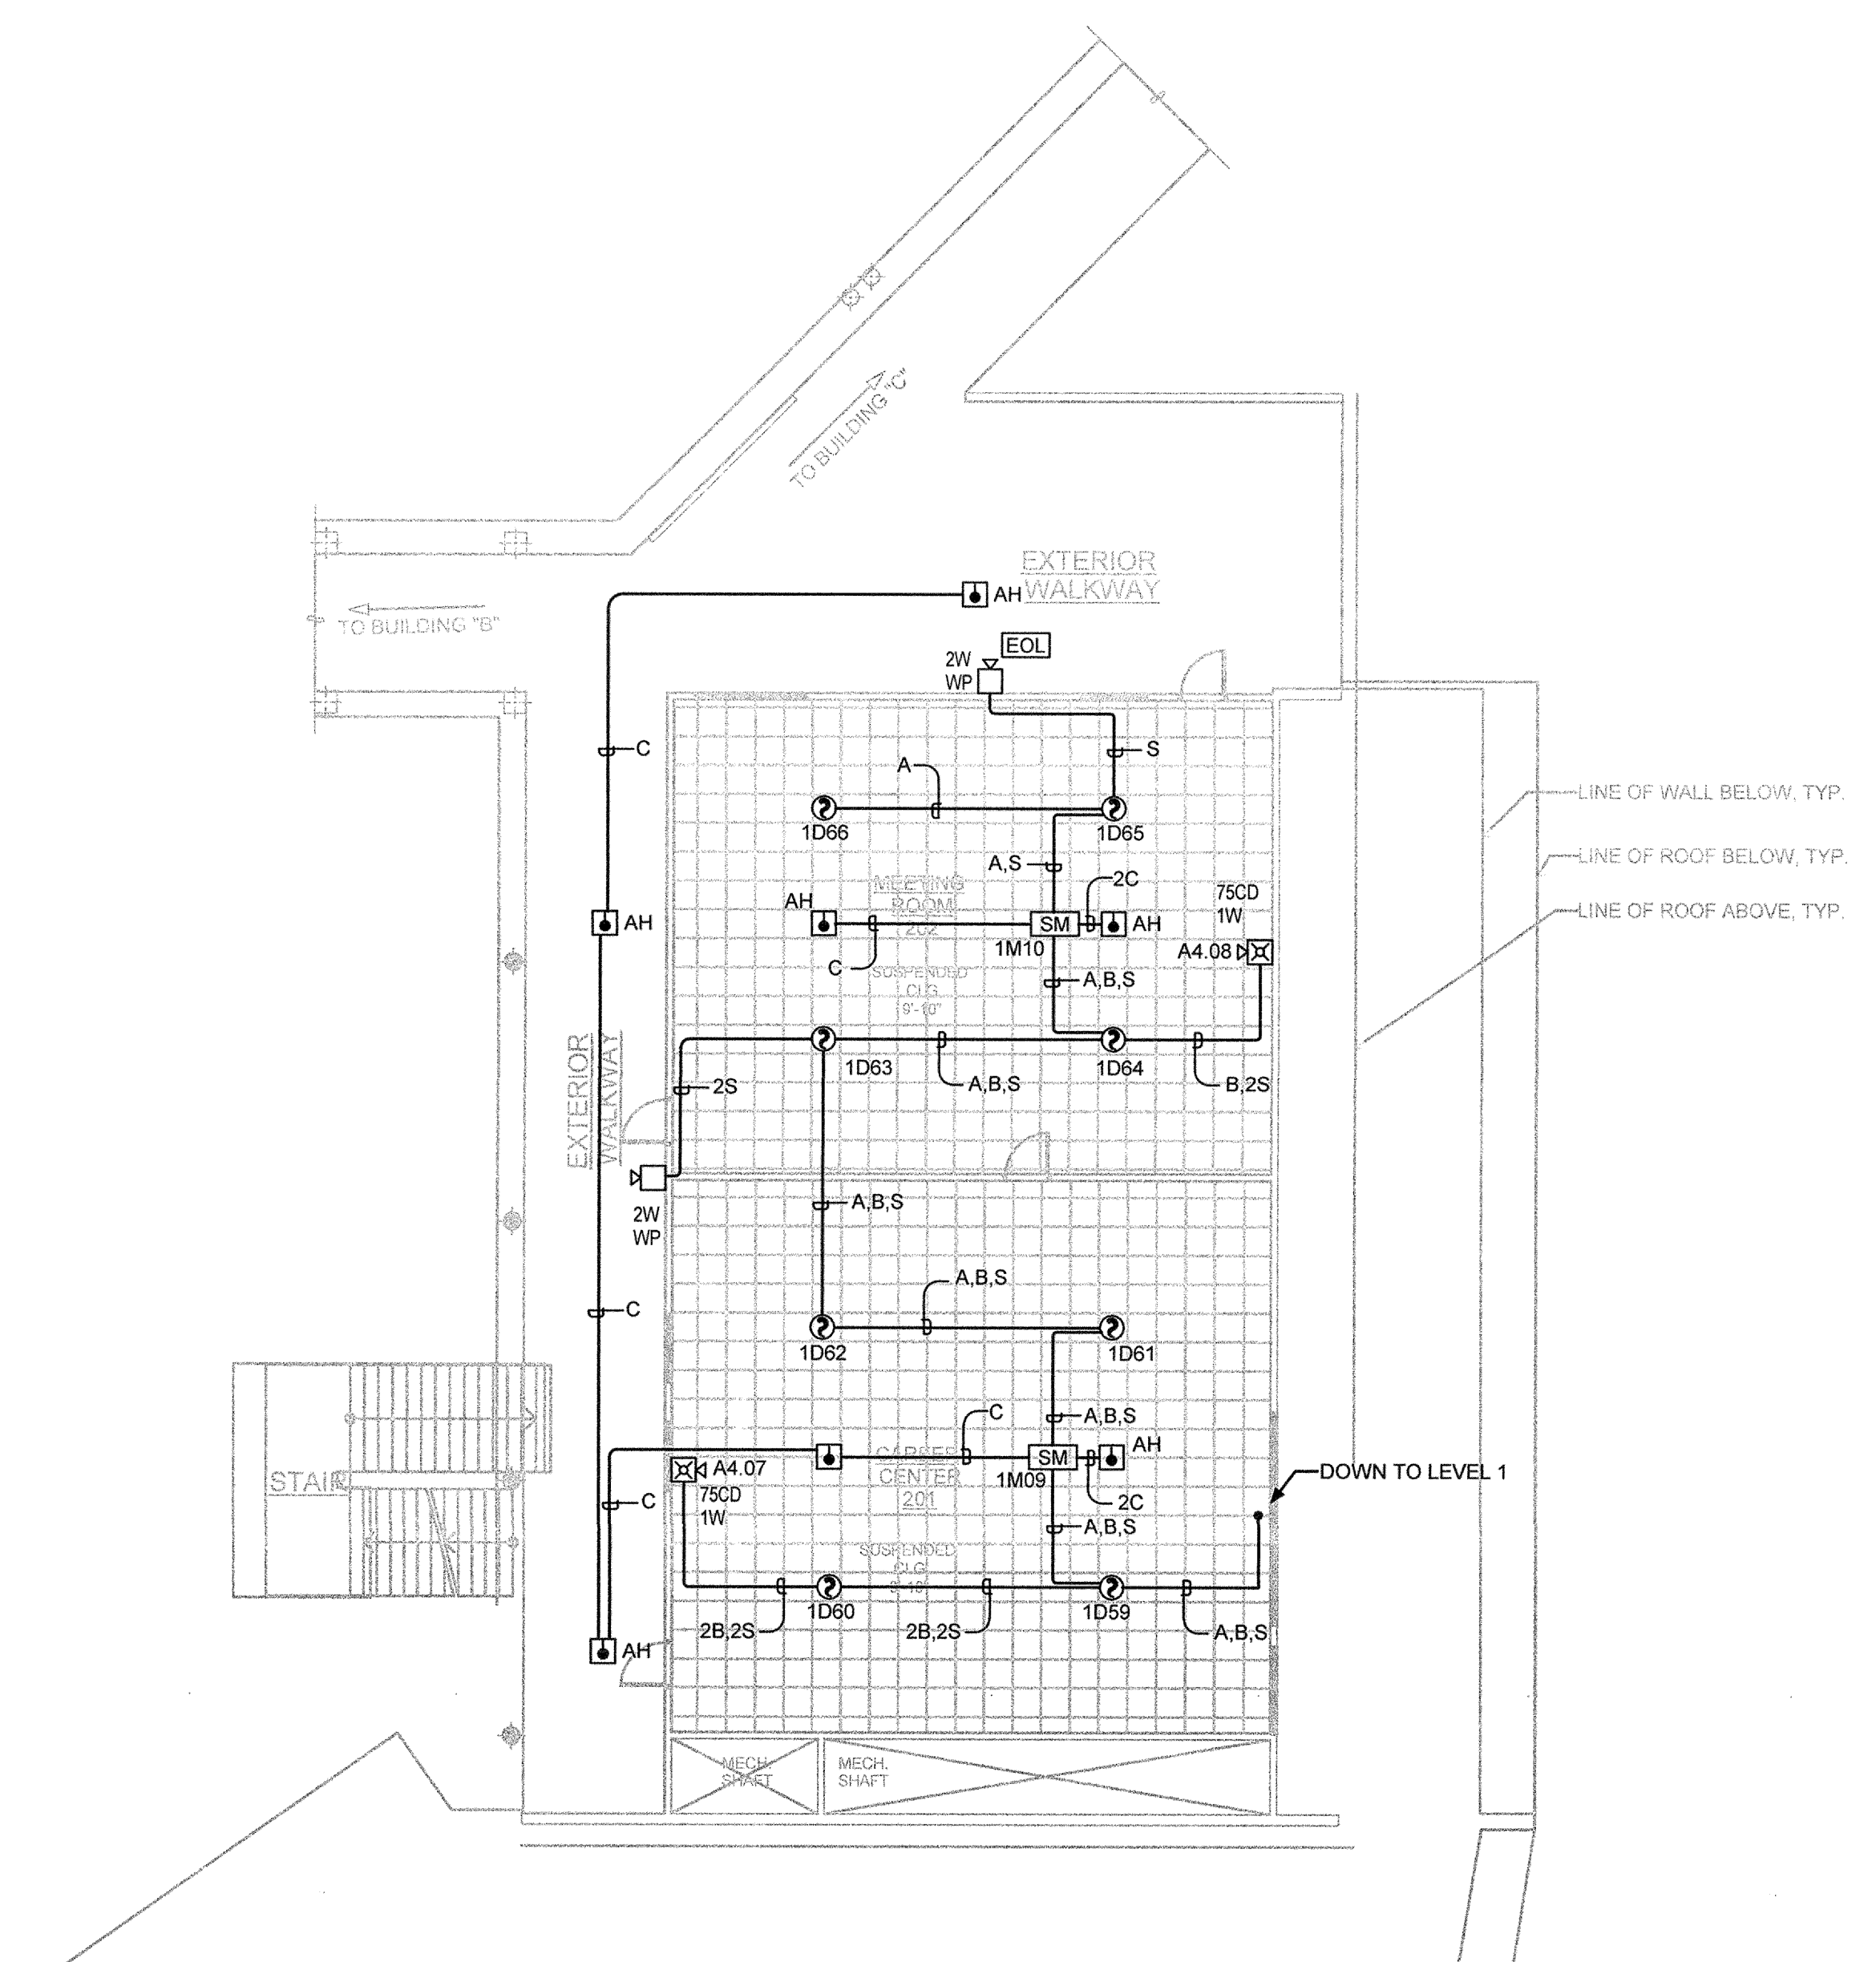 TO BUILDING "C"
EXTERIOR
WALKWAY
AH
TO BUILDING "B"
EOL
2W
WP
C
S
A
LINE OF WALL BELOW, TYP.
1D66
1D65
LINE OF ROOF BELOW, TYP.
A,S
2C
MEETING
ROOM
202
75CD
1W
LINE OF ROOF ABOVE, TYP.
AH
AH
SM
AH
1M10
A4.08
C
SUSPENDED
CLG
9'-10"
A,B,S
1D63
1D64
EXTERIOR
WALKWAY
2S
A,B,S
B,2S
A,B,S
2W
WP
A,B,S
C
1D62
1D61
C
A,B,S
AH
CAREER
CENTER
201
SM
1M09
A4.07
75CD
1W
DOWN TO LEVEL 1
STAIR
C
2C
A,B,S
SUSPENDED
CLG
1D60
1D59
2B,2S
2B,2S
A,B,S
AH
MECH.
SHAFT
MECH.
SHAFT